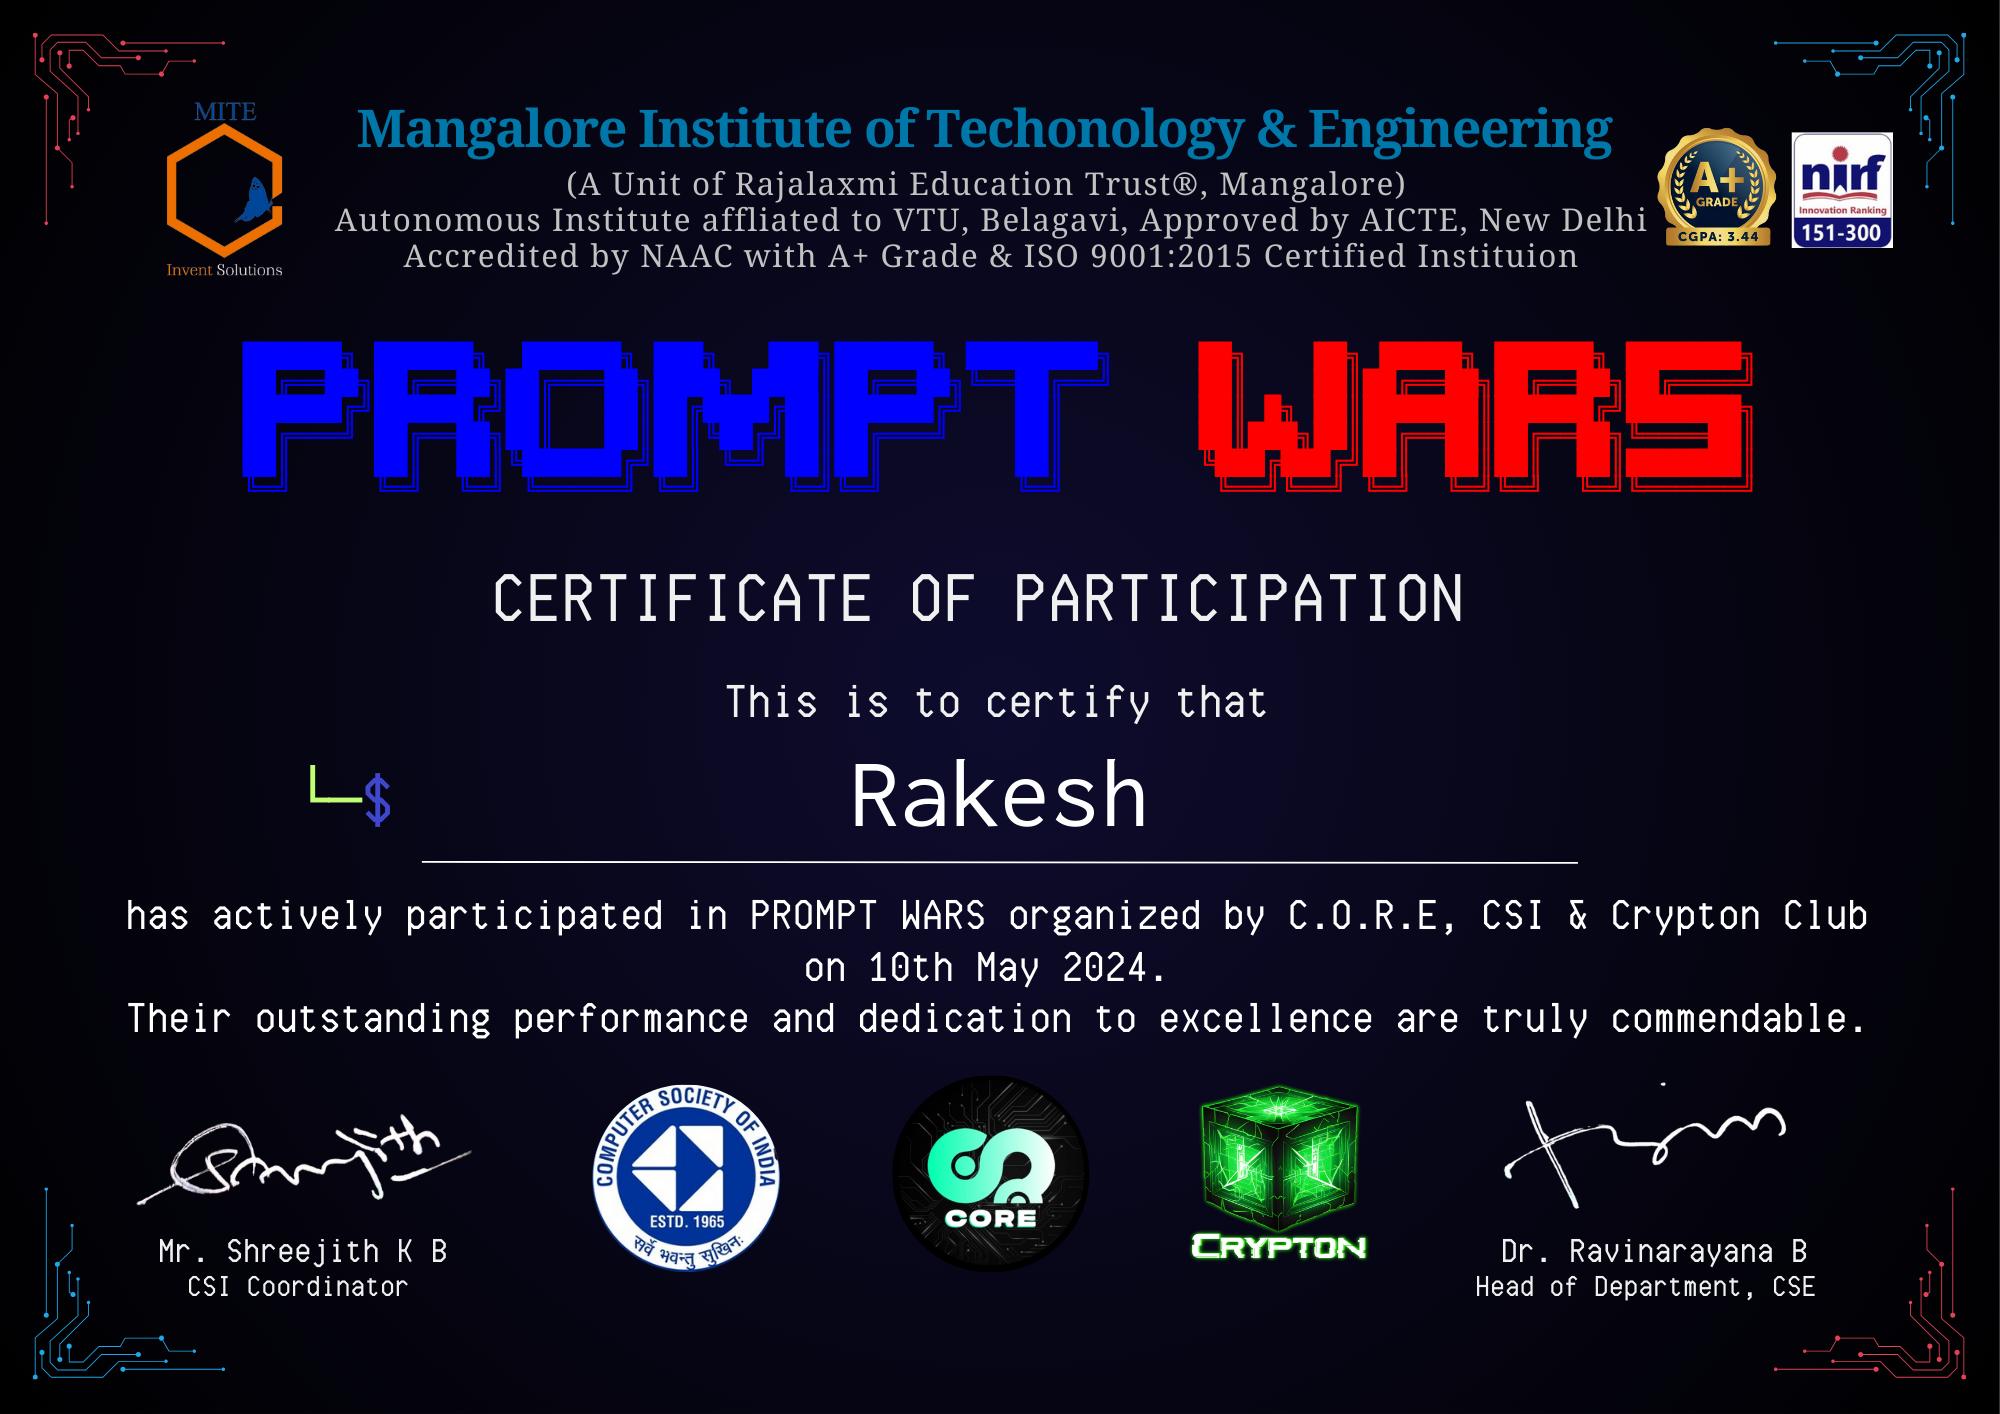 MITE
Invent Solutions
Mangalore Institute of Techonology & Engineering
(A Unit of Rajalaxmi Education Trust®, Mangalore)
Autonomous Institute affliated to VTU, Belagavi, Approved by AICTE, New Delhi
Accredited by NAAC with A+ Grade & ISO 9001:2015 Certified Instituion
A+
GRADE
CGPA: 3.44
nirf
Innovation Ranking
151-300
PROMPT WARS
CERTIFICATE OF PARTICIPATION
This is to certify that
$
Rakesh
has actively participated in PROMPT WARS organized by C.O.R.E, CSI & Crypton Club
on 10th May 2024.
Their outstanding performance and dedication to excellence are truly commendable.
Shreejith
Mr. Shreejith K B
CSI Coordinator
COMPUTER SOCIETY OF INDIA
ESTD. 1965
सर्वे भवन्तु सुखिनः
CORE
CRYPTON
Dr. Ravinarayana B
Head of Department, CSE